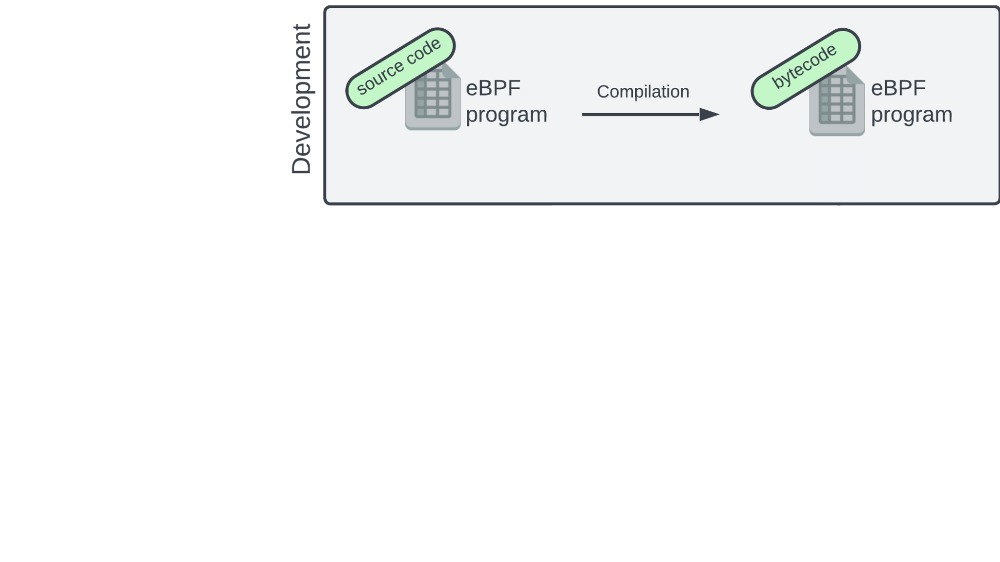 Development
source code
eBPF
program
Compilation
bytecode
eBPF
program